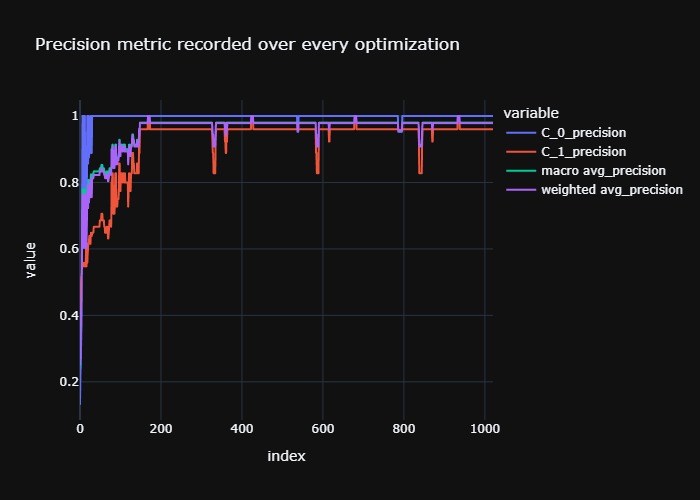 Precision metric recorded over every optimization
variable
C_0_precision
C_1_precision
macro avg_precision
weighted avg_precision
value
1
0.8
0.6
0.4
0.2
0 200 400 600 800 1000
index